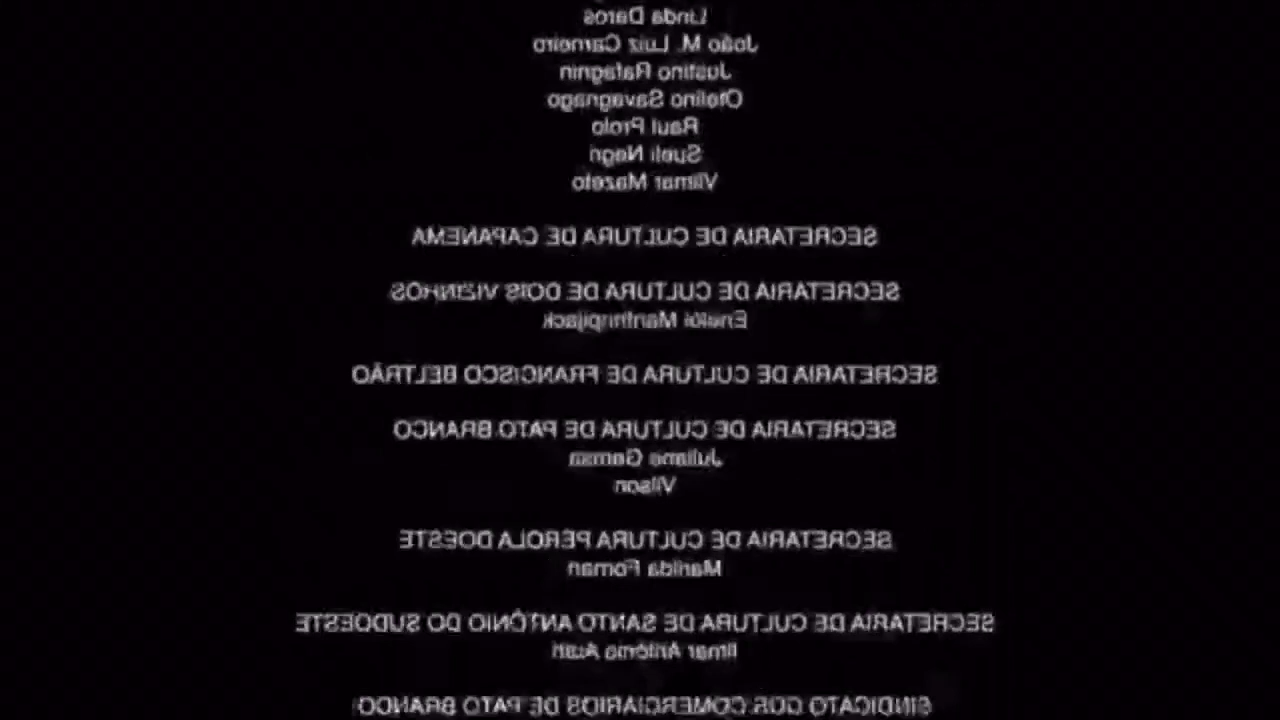 Linda Daros
João M. Luiz Carneiro
Justino Rafagnin
Otelino Savagnago
Raul Prolo
Sueli Negri
Vilmar Mazeto
SECRETARIA DE CULTURA DE CAPANEMA
SECRETARIA DE CULTURA DE DOIS VIZINHOS
SECRETARIA DE CULTURA DE FRANCISCO BELTRÃO
SECRETARIA DE CULTURA DE PATO BRANCO
Juliane
Vilson
SECRETARIA DE CULTURA PEROLA DOESTE
Marilda Fornari
SECRETARIA DE CULTURA DE SANTO ANTÔNIO DO SUDOESTE
Ilmar Antônio
SINDICATO DOS COMERCIARIOS DE PATO BRANCO